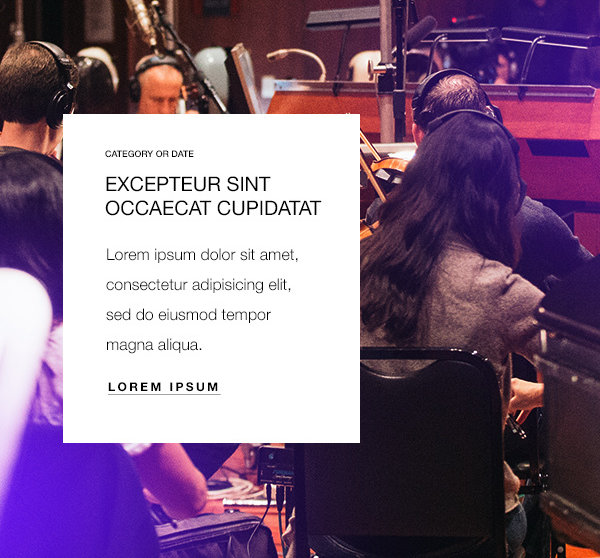 CATEGORY OR DATE
EXCEPTEUR SINT
OCCAECAT CUPIDATAT
Lorem ipsum dolor sit amet,
consectetur adipisicing elit,
sed do eiusmod tempor
magna aliqua.
LOREM IPSUM